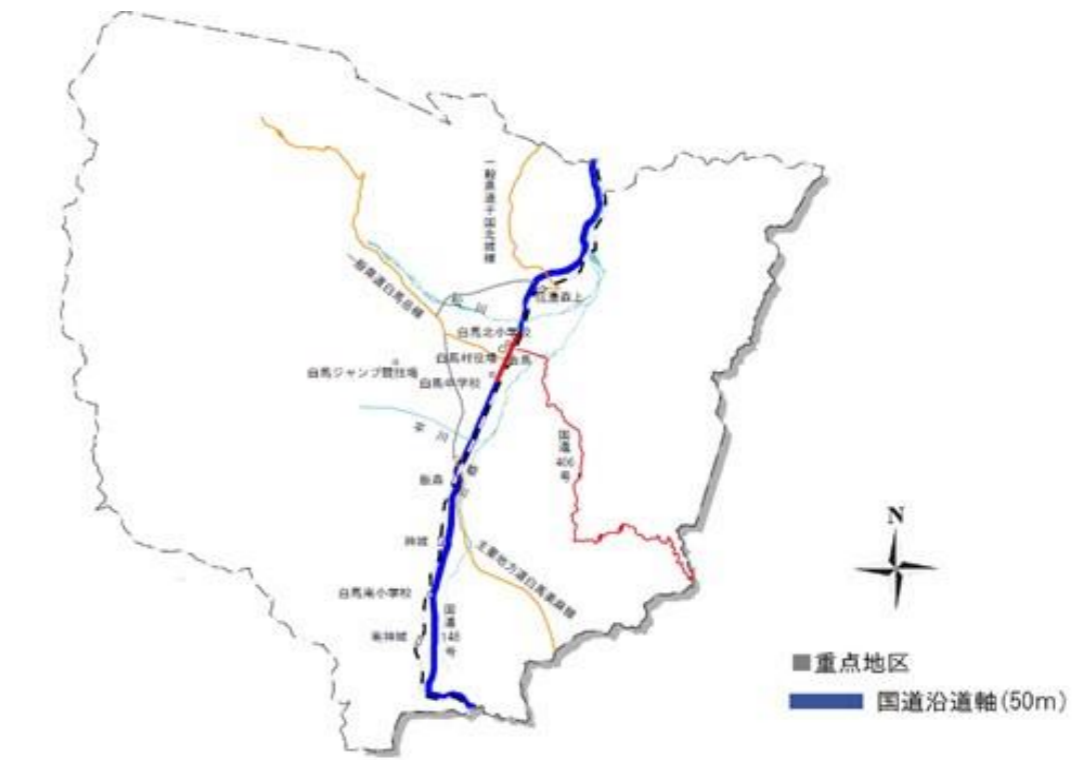 一般県道千国北城線
一般県道白馬岳線
松川
信濃森上
白馬北小学校
白馬村役場
白馬
白馬ジャンプ競技場
白馬中学校
平川
国道406号
飯森
神城
主要地方道白馬美麻線
白馬南小学校
国道148号
南神城
N
重点地区
国道沿道軸(50m)